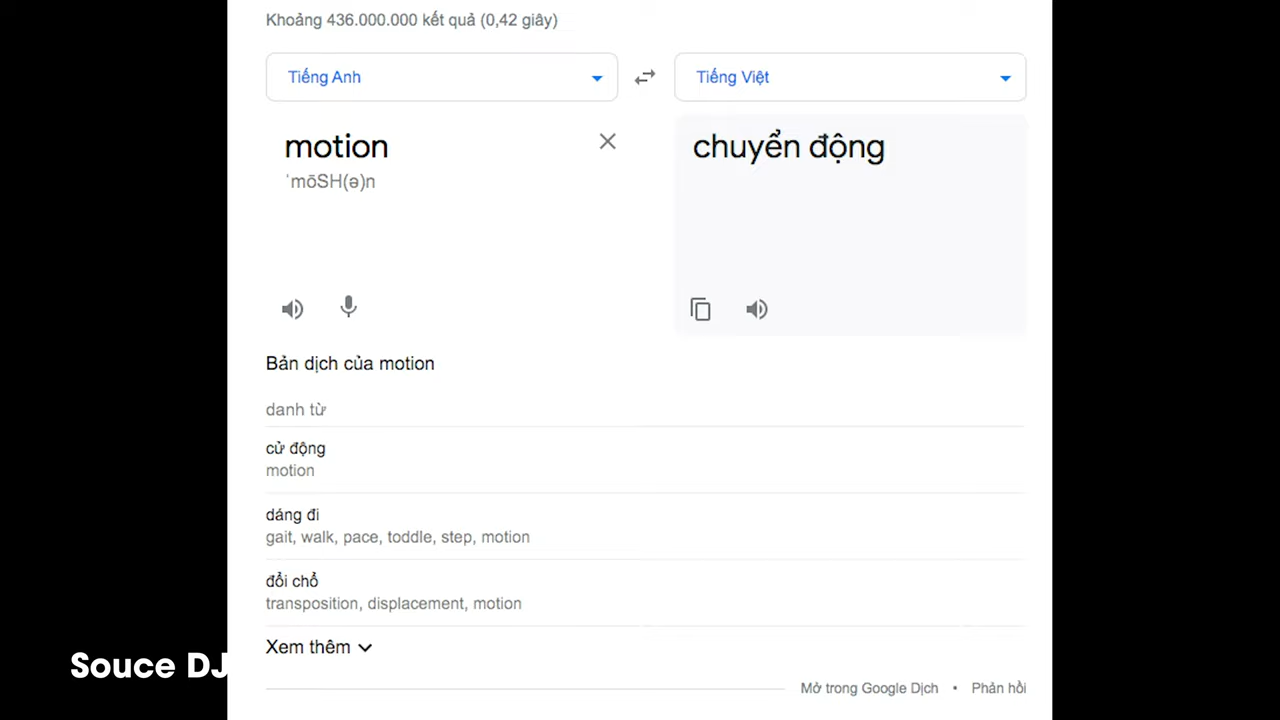 Khoảng 436.000.000 kết quả (0,42 giây)
Tiếng Anh
Tiếng Việt
motion
ˈmōSH(ə)n
chuyển động
Bản dịch của motion
danh từ
cử động
motion
dáng đi
gait, walk, pace, toddle, step, motion
đổi chổ
transposition, displacement, motion
Xem thêm
Souce DJ
Mở trong Google Dịch • Phản hồi